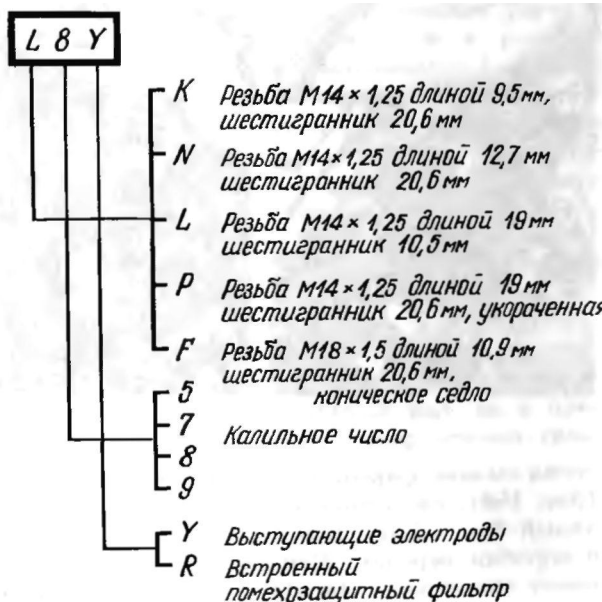 L 8 Y
K Резьба М14 × 1,25 длиной 9,5 мм,
шестигранник 20,6 мм
N Резьба М14 × 1,25 длиной 12,7 мм
шестигранник 20,6 мм
L Резьба М14 × 1,25 длиной 19 мм
шестигранник 10,5 мм
P Резьба М14 × 1,25 длиной 19 мм
шестигранник 20,6 мм, укороченная
F Резьба М18 × 1,5 длиной 10,9 мм
шестигранник 20,6 мм,
коническое седло
5
7
Калильное число
8
9
Y Выступающие электроды
R Встроенный
помехозащитный фильтр